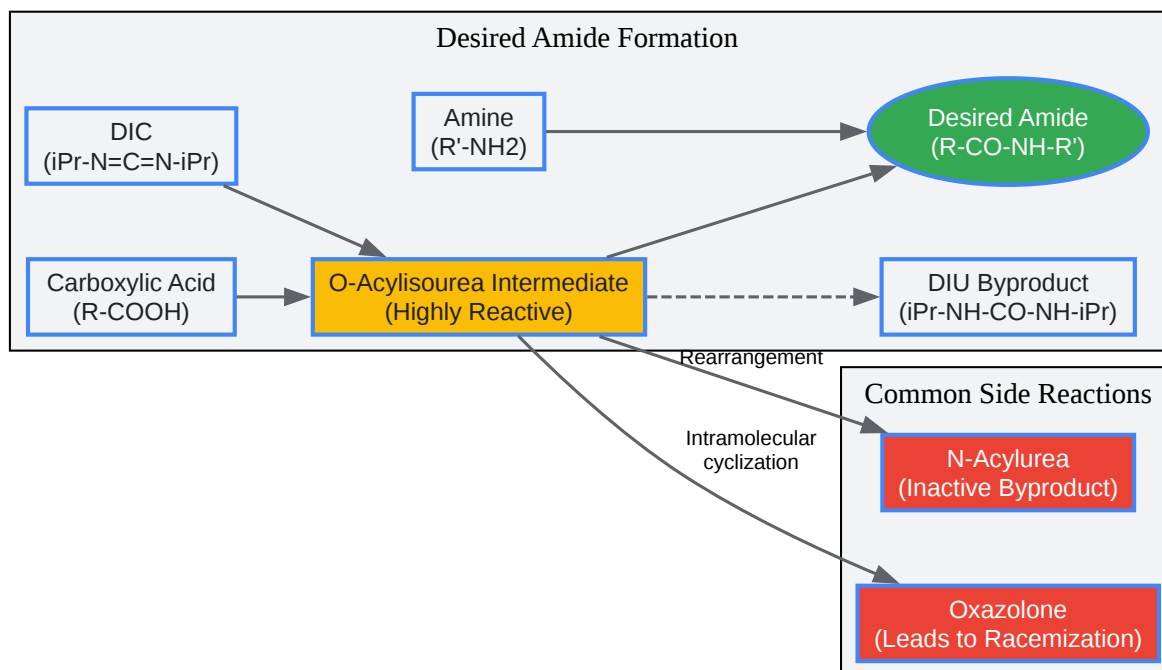 Desired Amide Formation
DIC
(iPr-N=C=N-iPr)
Amine
(R'-NH2)
Desired Amide
(R-CO-NH-R')
Carboxylic Acid
(R-COOH)
O-Acylisourea Intermediate
(Highly Reactive)
DIU Byproduct
(iPr-NH-CO-NH-iPr)
Rearrangement
Common Side Reactions
Intramolecular
cyclization
N-Acylurea
(Inactive Byproduct)
Oxazolone
(Leads to Racemization)